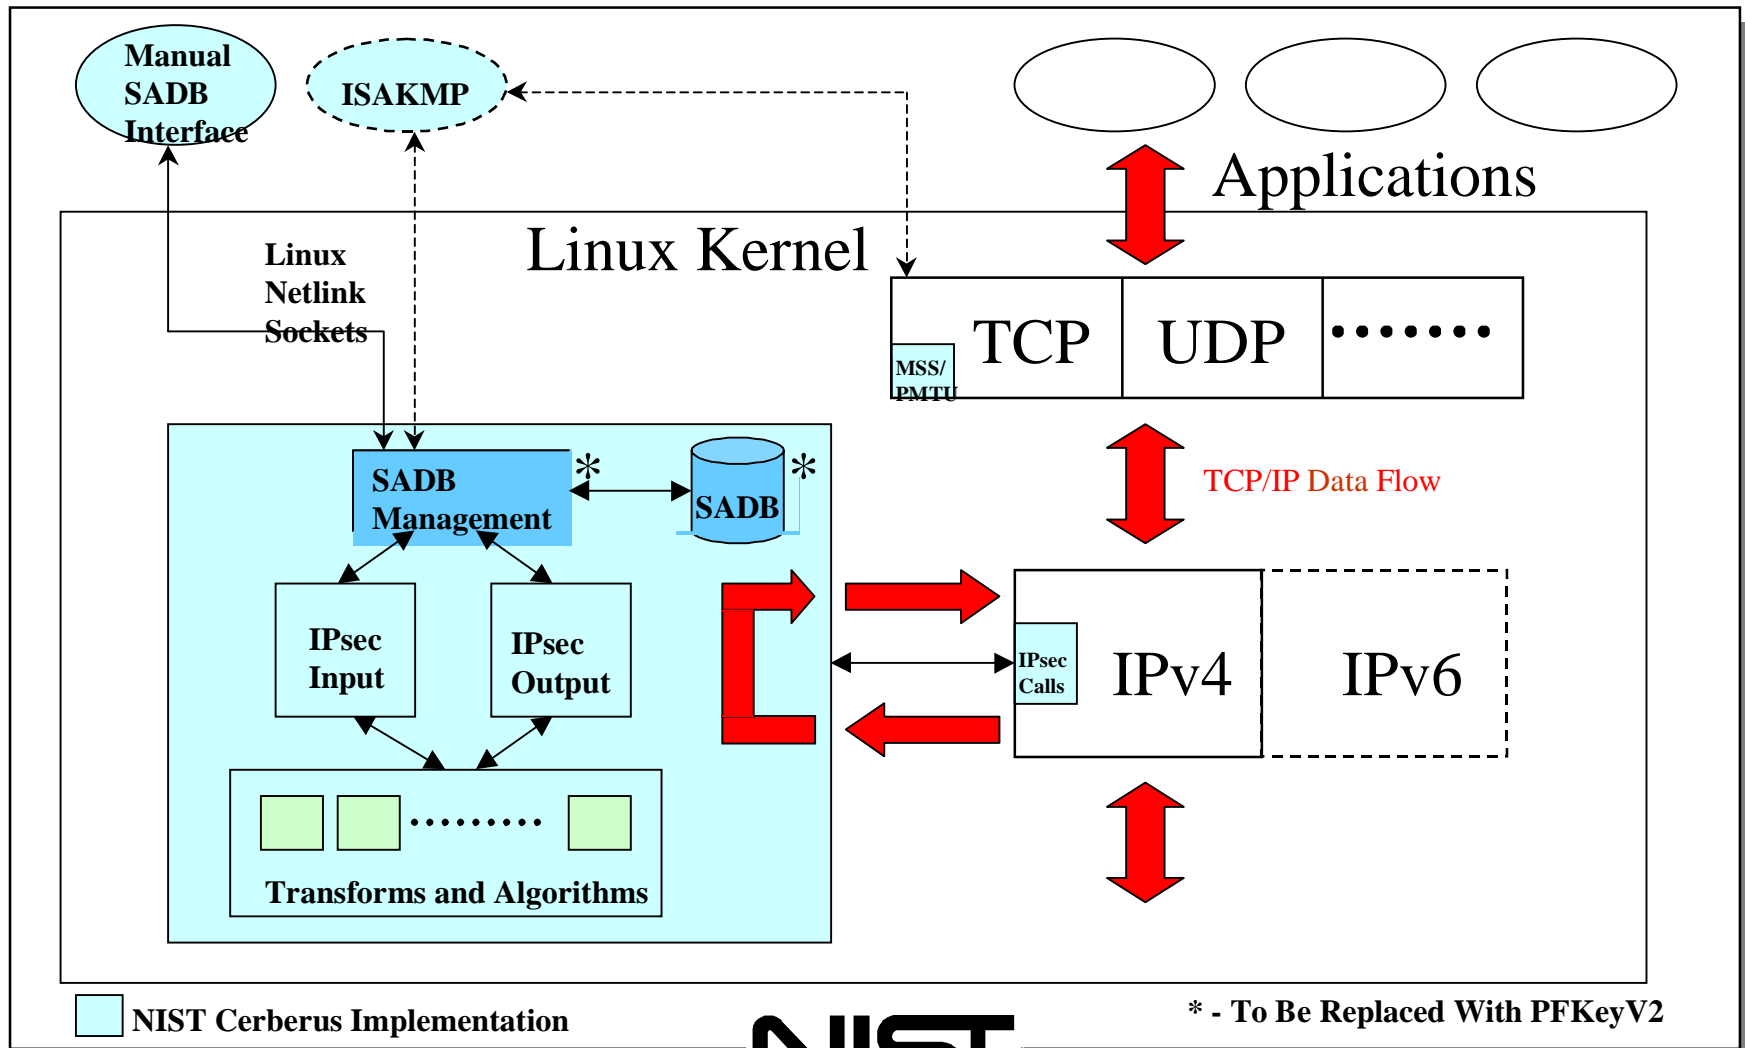 Manual
SADB
Interface
ISAKMP
Applications
Linux Kernel
Linux
Netlink
Sockets
TCP
UDP
.......
MSS/
PMTU
SADB
Management
*
SADB
*
TCP/IP Data Flow
IPsec
Input
IPsec
Output
IPsec
Calls
IPv4
IPv6
.........
Transforms and Algorithms
NIST Cerberus Implementation
* - To Be Replaced With PFKeyV2
NIST